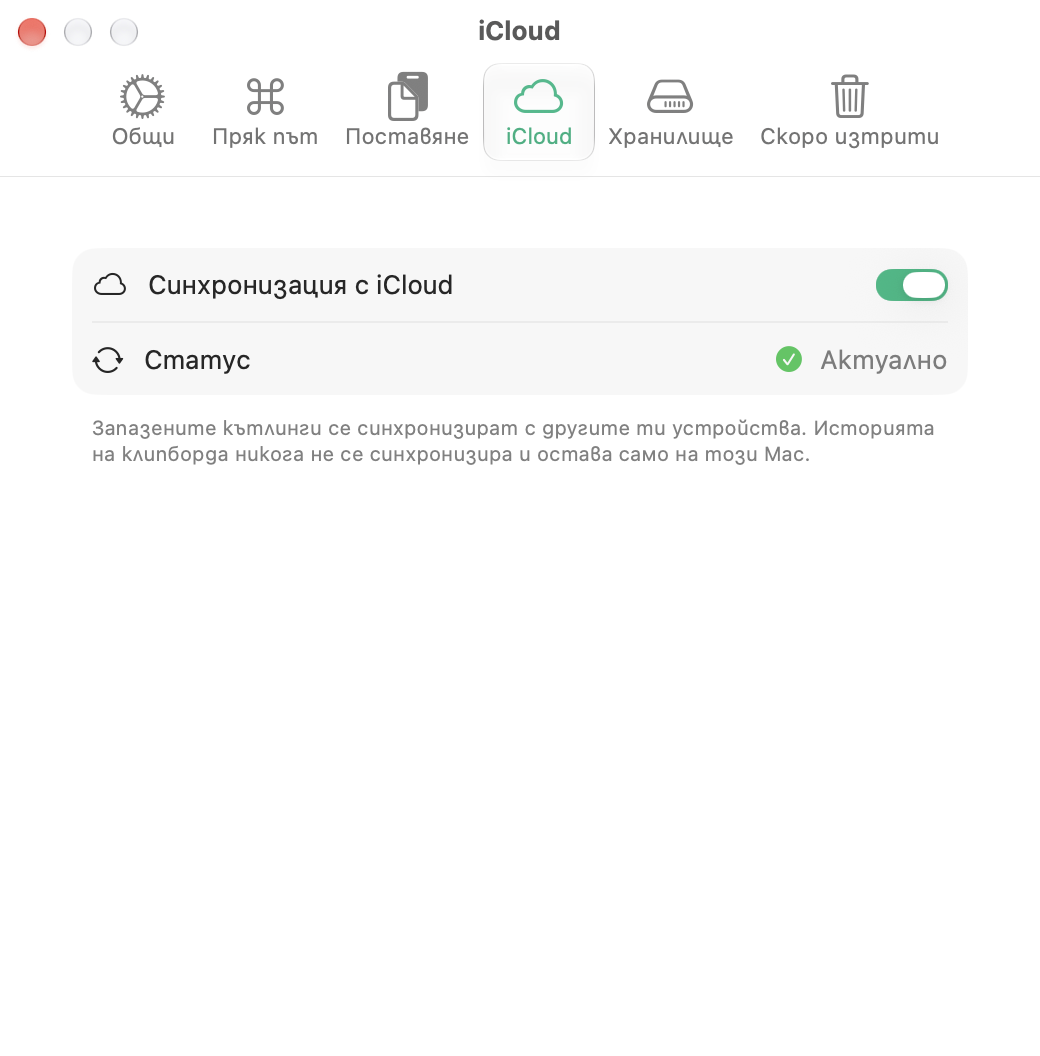 iCloud
Общи
Пряк път
Поставяне
iCloud
Хранилище
Скоро изтрити
Синхронизация с iCloud
Статус
Актуално
Запазените кътлинги се синхронизират с другите ти устройства. Историята
на клипборда никога не се синхронизира и остава само на този Mac.